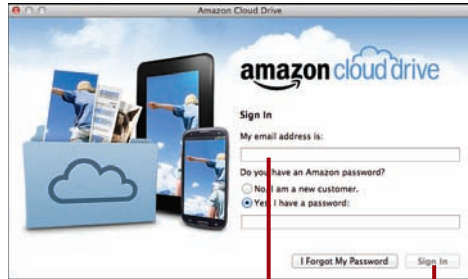 Amazon Cloud Drive
amazon cloud drive
Sign In
My email address is:
Do you have an Amazon password?
No, I am a new customer.
Yes, I have a password:
I Forgot My Password
Sign In